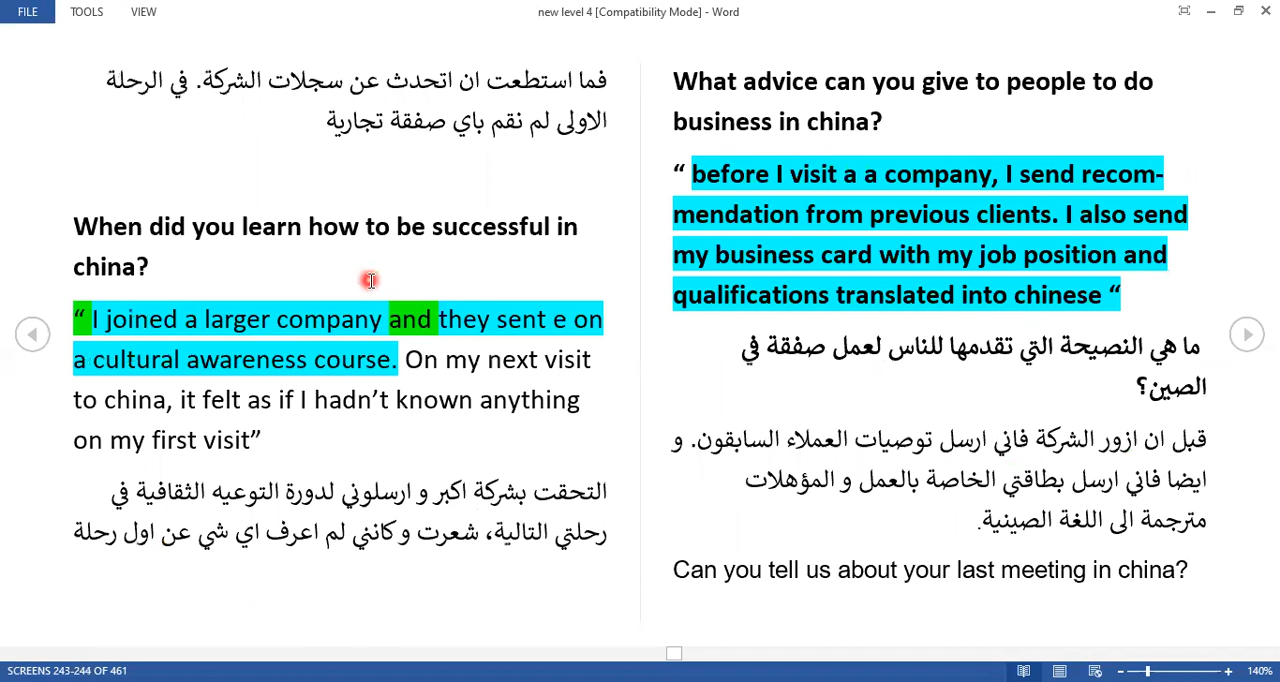 FILE TOOLS VIEW new level 4 [Compatibility Mode] - Word
فما استطعت ان اتحدث عن سجلات الشركة. في الرحلة
الاولى لم نقم باي صفقة تجارية
When did you learn how to be successful in
china?
“ I joined a larger company and they sent e on
a cultural awareness course. On my next visit
to china, it felt as if I hadn’t known anything
on my first visit”
التحقت بشركة اكبر و ارسلوني لدورة التوعيه الثقافية في
رحلتي التالية، شعرت وكانني لم اعرف اي شي عن اول رحلة
What advice can you give to people to do
business in china?
“ before I visit a a company, I send recom-
mendation from previous clients. I also send
my business card with my job position and
qualifications translated into chinese “
ما هي النصيحة التي تقدمها للناس لعمل صفقة في
الصين؟
قبل ان ازور الشركة فاني ارسل توصيات العملاء السابقون. و
ايضا فاني ارسل بطاقتي الخاصة بالعمل و المؤهلات
مترجمة الى اللغة الصينية.
Can you tell us about your last meeting in china?
SCREENS 243-244 OF 461 140%